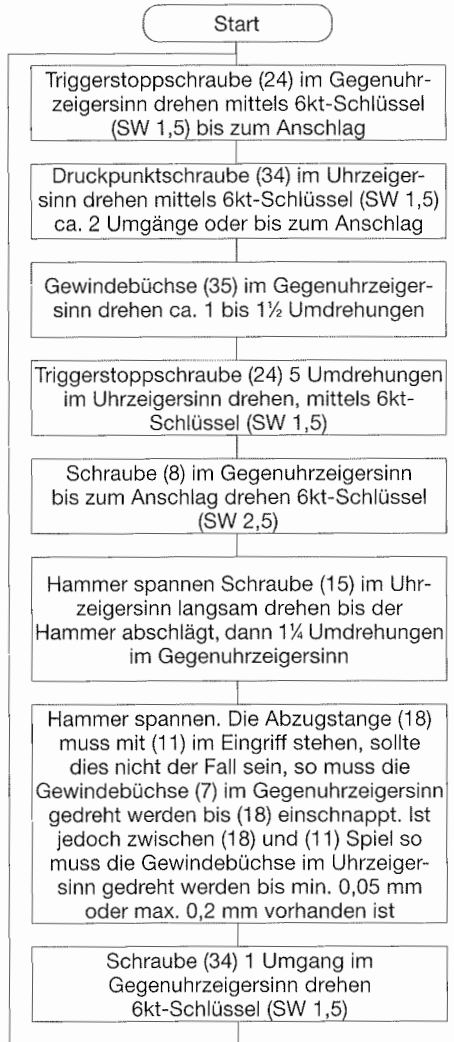 Start
Triggerstoppschraube (24) im Gegenuhr-
zeigersinn drehen mittels 6kt-Schlüssel
(SW 1,5) bis zum Anschlag
Druckpunktschraube (34) im Uhrzeiger-
sinn drehen mittels 6kt-Schlüssel (SW 1,5)
ca. 2 Umgänge oder bis zum Anschlag
Gewindebüchse (35) im Gegenuhrzeiger-
sinn drehen ca. 1 bis 1½ Umdrehungen
Triggerstoppschraube (24) 5 Umdrehungen
im Uhrzeigersinn drehen, mittels 6kt-
Schlüssel (SW 1,5)
Schraube (8) im Gegenuhrzeigersinn
bis zum Anschlag drehen 6kt-Schlüssel
(SW 2,5)
Hammer spannen Schraube (15) im Uhr-
zeigersinn langsam drehen bis der
Hammer abschlägt, dann 1¼ Umdrehungen
im Gegenuhrzeigersinn
Hammer spannen. Die Abzugstange (18)
muss mit (11) im Eingriff stehen, sollte
dies nicht der Fall sein, so muss die
Gewindebüchse (7) im Gegenuhrzeigersinn
gedreht werden bis (18) einschnappt. Ist
jedoch zwischen (18) und (11) Spiel so
muss die Gewindebüchse im Uhrzeiger-
sinn gedreht werden bis min. 0,05 mm
oder max. 0,2 mm vorhanden ist
Schraube (34) 1 Umgang im
Gegenuhrzeigersinn drehen
6kt-Schlüssel (SW 1,5)